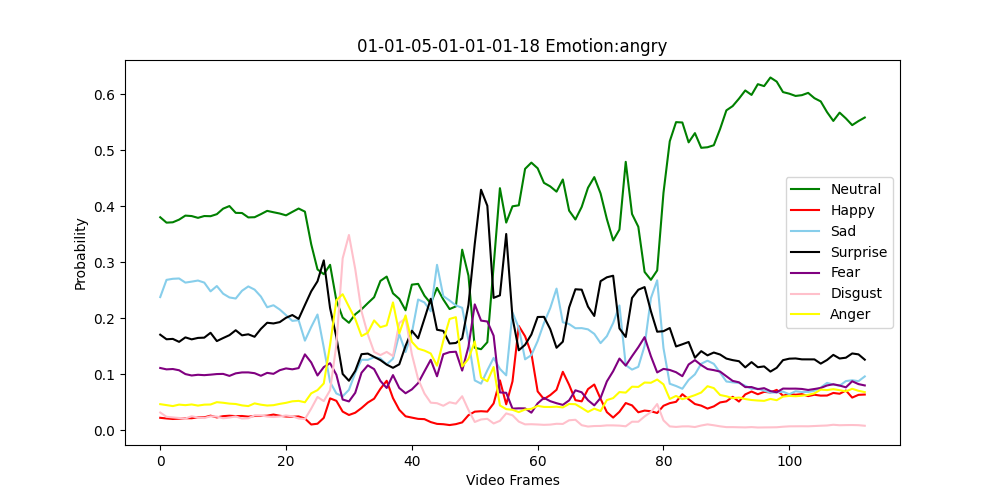 01-01-05-01-01-01-18 Emotion:angry
Probability
0.6
0.5
0.4
0.3
0.2
0.1
0.0
Neutral
Happy
Sad
Surprise
Fear
Disgust
Anger
0 20 40 60 80 100
Video Frames